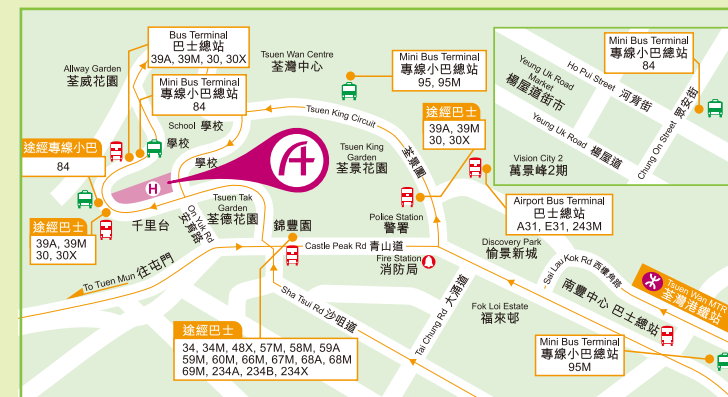 Bus Terminal
巴士總站
39A, 39M, 30, 30X
Allway Garden
荃威花園
Mini Bus Terminal
專線小巴總站
84
School 學校
學校
學校
途經專線小巴
84
途經巴士
39A, 39M
30, 30X
H
千里台
On Yuk Rd
安育路
Tsuen Tak
Garden
荃德花園
Tsuen Wan Centre
荃灣中心
Mini Bus Terminal
專線小巴總站
95, 95M
Tsuen King Circuit
荃景圍
Tsuen King
Garden
荃景花園
途經巴士
39A, 39M
30, 30X
Police Station
警署
Airport Bus Terminal
巴士總站
A31, E31, 243M
錦豐園
Castle Peak Rd 青山道
Fire Station
消防局
To Tuen Mun 往屯門
Sha Tsui Rd 沙咀道
Tai Chung Rd 大涌道
途經巴士
34, 34M, 48X, 57M, 58M, 59A
59M, 60M, 66M, 67M, 68A, 68M
69M, 234A, 234B, 234X
Discovery Park
愉景新城
Sai Lau Kok Rd 西樓角路
Fok Loi Estate
福來邨
南豐中心 巴士總站
Tsuen Wan MTR
荃灣港鐵站
Mini Bus Terminal
專線小巴總站
95M
Yeung Uk Road
Market
楊屋道街市
Ho Pui Street 河背街
Mini Bus Terminal
專線小巴總站
84
Yeung Uk Road 楊屋道
Chung On Street 眾安街
Vision City 2
萬景峰2期